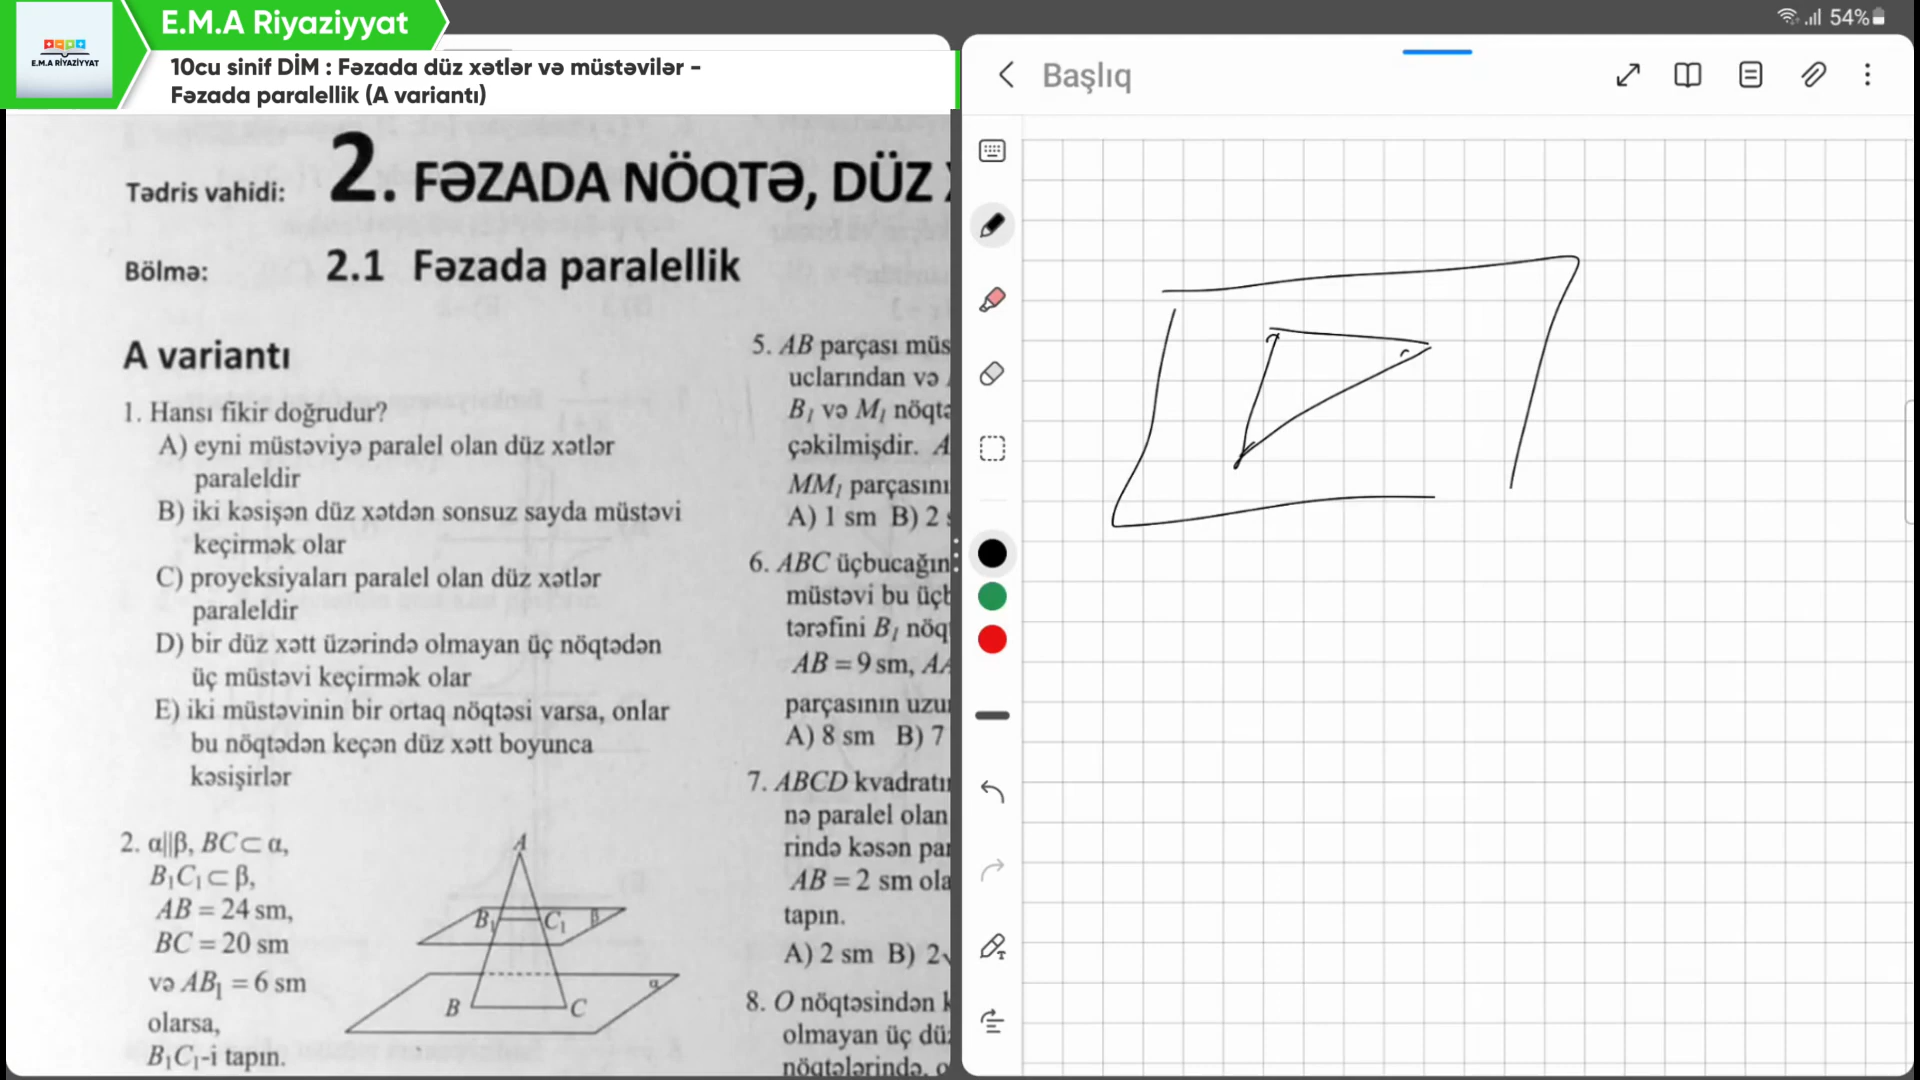 E.M.A Riyaziyyat
E.M.A RİYAZİYYAT
10cu sinif DİM : Fəzada düz xətlər və müstəvilər -
Fəzada paralellik (A variantı)
54%
Başlıq
Tədris vahidi: 2. FƏZADA NÖQTƏ, DÜZ
Bölmə: 2.1 Fəzada paralellik
A variantı
1. Hansı fikir doğrudur?
A) eyni müstəviyə paralel olan düz xətlər
paraleldir
B) iki kəsişən düz xətdən sonsuz sayda müstəvi
keçirmək olar
C) proyeksiyaları paralel olan düz xətlər
paraleldir
D) bir düz xətt üzərində olmayan üç nöqtədən
üç müstəvi keçirmək olar
E) iki müstəvinin bir ortaq nöqtəsi varsa, onlar
bu nöqtədən keçən düz xətt boyunca
kəsişirlər
2. α||β, BC⊂α,
B₁C₁⊂β,
AB = 24 sm,
BC = 20 sm
və AB₁ = 6 sm
olarsa,
B₁C₁-i tapın.
A
B₁
C₁
β
α
B
C
5. AB parçası müs
uclarından və
B₁ və M₁ nöqtə
çəkilmişdir. A
MM₁ parçasını
A) 1 sm B) 2
6. ABC üçbucağın
müstəvi bu üçb
tərəfini B₁ nöq
AB = 9 sm, AA
parçasının uzu
A) 8 sm B) 7
7. ABCD kvadratı
nə paralel olan
rində kəsən pa
AB = 2 sm ola
tapın.
A) 2 sm B) 2
8. O nöqtəsindən k
olmayan üç dü
nöqtələrində, o